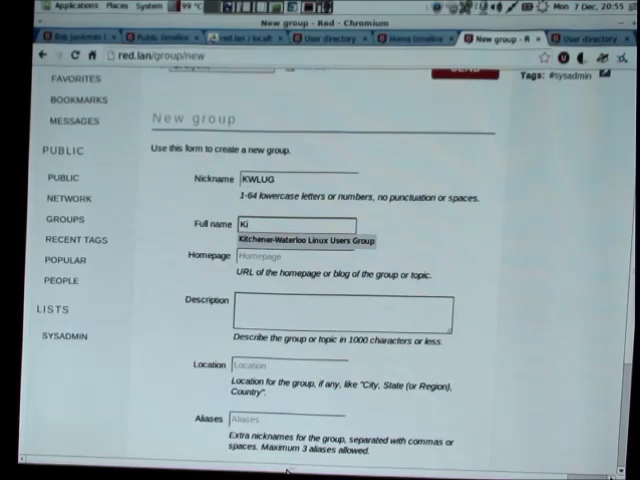 Applications Places System 99 °C Mon 7 Dec, 20:55
New group - Red - Chromium
Public timeline
User directory
Home timeline
New group - R
User directory
red.lan/group/new
Tags: #sysadmin
FAVORITES
BOOKMARKS
MESSAGES
PUBLIC
PUBLIC
NETWORK
GROUPS
RECENT TAGS
POPULAR
PEOPLE
LISTS
SYSADMIN
New group
Use this form to create a new group.
Nickname KWLUG
1-64 lowercase letters or numbers, no punctuation or spaces.
Full name Ki
Kitchener-Waterloo Linux Users Group
Homepage Homepage
URL of the homepage or blog of the group or topic.
Description
Describe the group or topic in 1000 characters or less.
Location Location
Location for the group, if any, like "City, State (or Region),
Country".
Aliases Aliases
Extra nicknames for the group, separated with commas or
spaces. Maximum 3 aliases allowed.